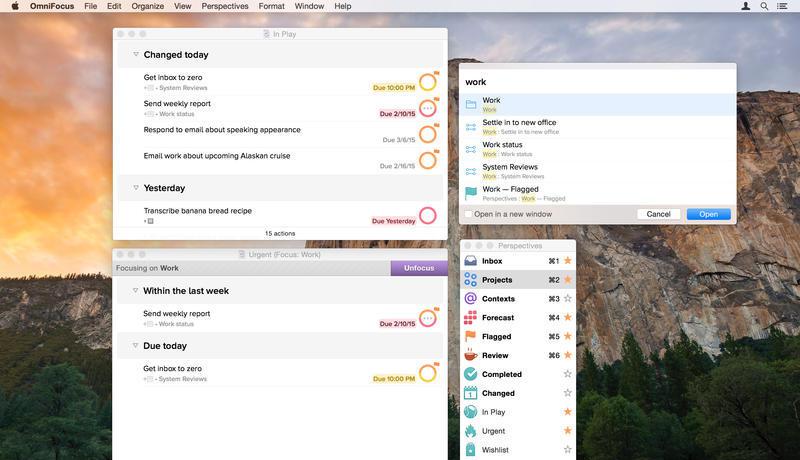 OmniFocus File Edit Organize View Perspectives Format Window Help
In Play
Changed today
Get inbox to zero
• System Reviews
Due 10:00 PM
Send weekly report
• Work status
Due 2/10/15
Respond to email about speaking appearance
Due 3/6/15
Email work about upcoming Alaskan cruise
Due 2/16/15
Yesterday
Transcribe banana bread recipe
Due Yesterday
15 actions
work
Work
Work
Settle in to new office
Work : Settle in to new office
Work status
Work : Work status
System Reviews
Work : System Reviews
Work — Flagged
Perspectives : Work — Flagged
Open in a new window
Cancel
Open
Urgent (Focus: Work)
Focusing on Work
Unfocus
Within the last week
Send weekly report
• Work status
Due 2/10/15
Due today
Get inbox to zero
• System Reviews
Due 10:00 PM
Perspectives
Inbox ⌘1
Projects ⌘2
Contexts ⌘3
Forecast ⌘4
Flagged ⌘5
Review ⌘6
Completed
Changed
In Play
Urgent
Wishlist